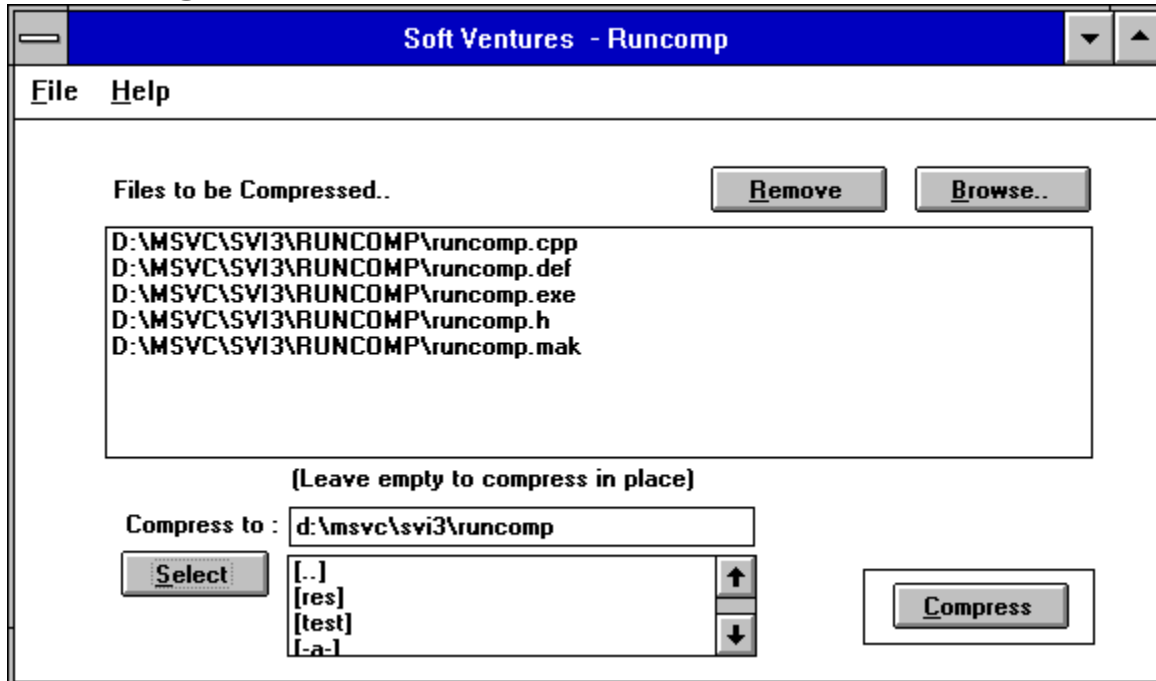 Soft Ventures - Runcomp
File Help
Files to be Compressed.. Remove Browse..
D:\MSVC\SVI3\RUNCOMP\runcomp.cpp
D:\MSVC\SVI3\RUNCOMP\runcomp.def
D:\MSVC\SVI3\RUNCOMP\runcomp.exe
D:\MSVC\SVI3\RUNCOMP\runcomp.h
D:\MSVC\SVI3\RUNCOMP\runcomp.mak
(Leave empty to compress in place)
Compress to : d:\msvc\svi3\runcomp
Select
[..]
[res]
[test]
[-a-]
Compress